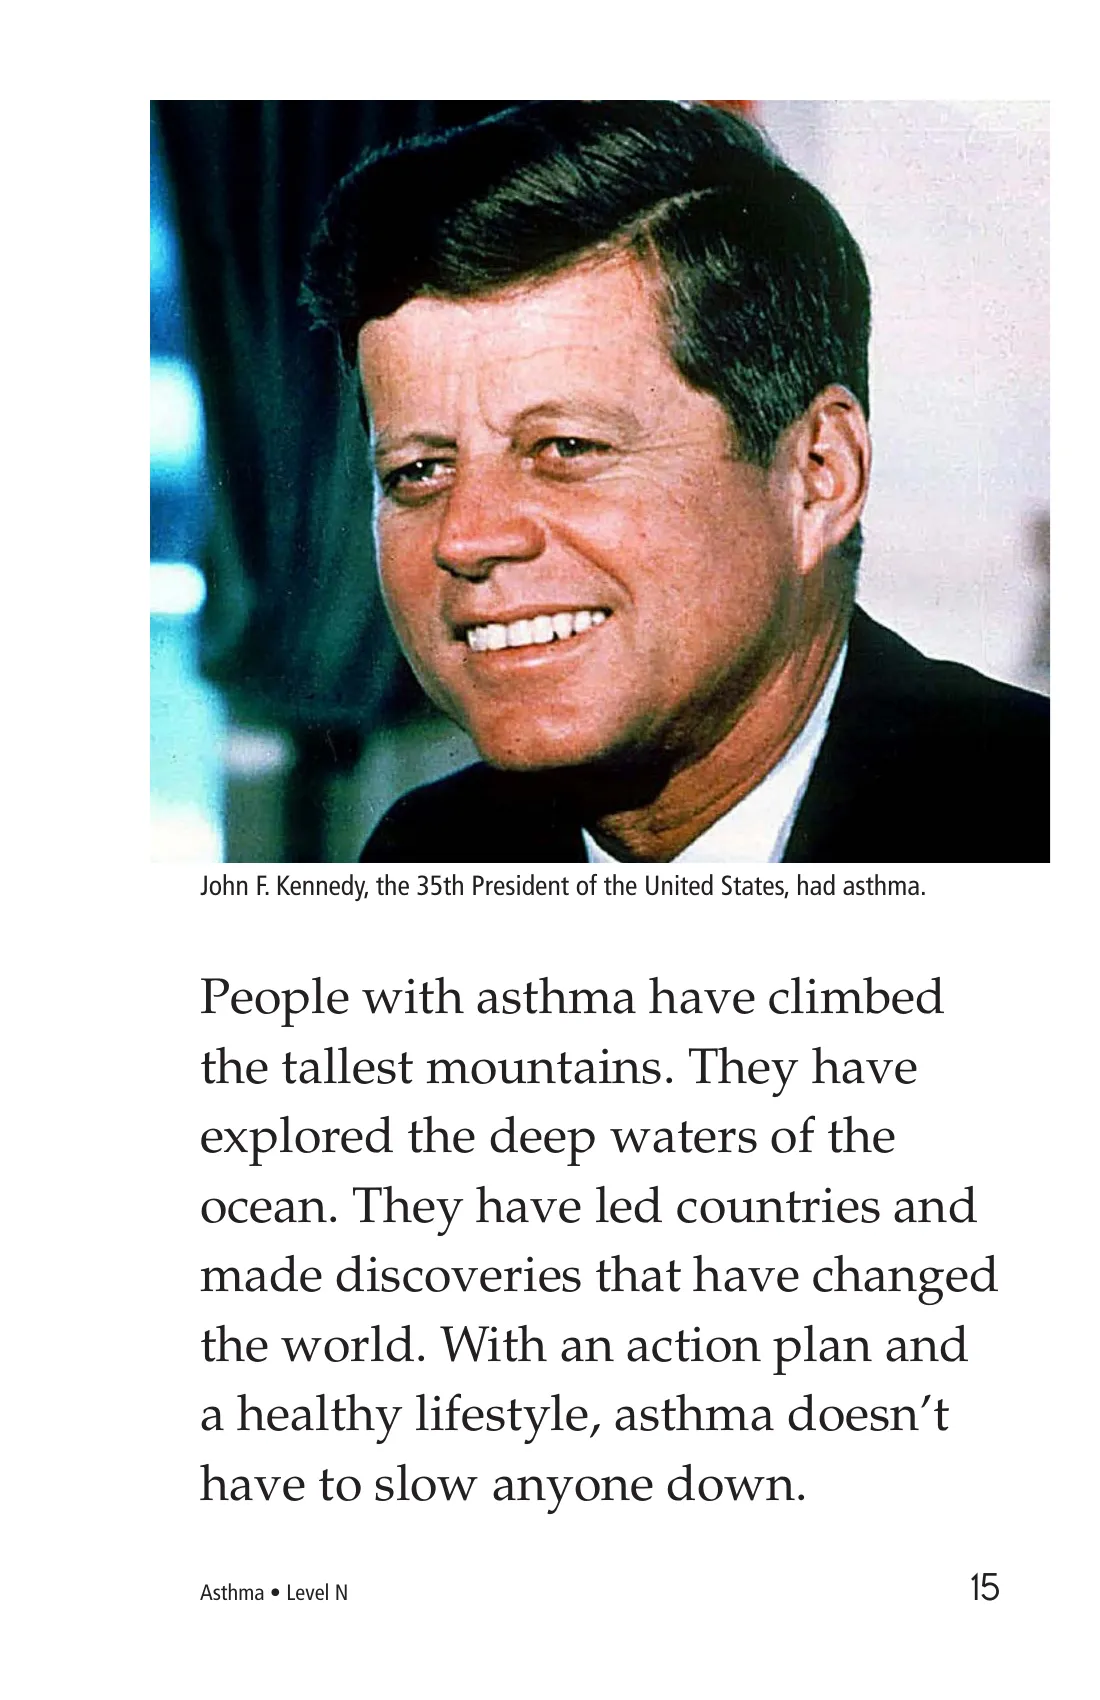 John F. Kennedy, the 35th President of the United States, had asthma.
People with asthma have climbed
the tallest mountains. They have
explored the deep waters of the
ocean. They have led countries and
made discoveries that have changed
the world. With an action plan and
a healthy lifestyle, asthma doesn’t
have to slow anyone down.
Asthma • Level N
15